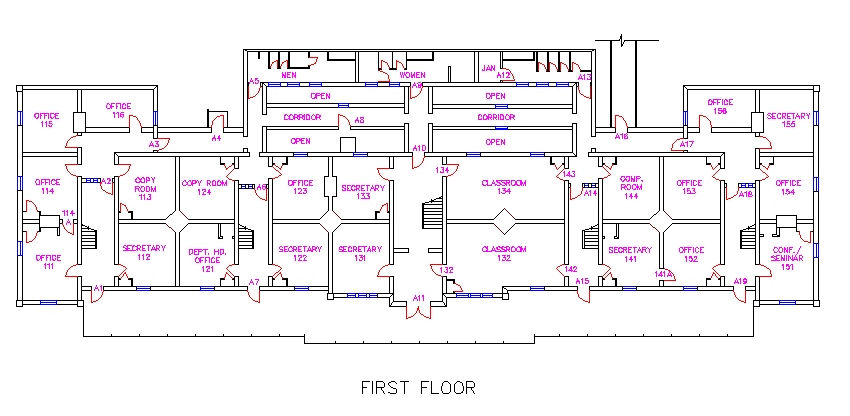 MEN
WOMEN
JAN
A12
A5
A9
A13
OPEN
OPEN
OFFICE
115
OFFICE
116
CORRIDOR
A8
CORRIDOR
OFFICE
156
SECRETARY
155
A3
A4
OPEN
OPEN
A16
A17
A10
OFFICE
114
COPY
ROOM
113
COPY ROOM
124
A6
OFFICE
123
SECRETARY
133
134
CLASSROOM
134
143
A14
CONF.
ROOM
144
OFFICE
153
A18
OFFICE
154
114
A
OFFICE
111
SECRETARY
112
DEPT. HD.
OFFICE
121
SECRETARY
122
SECRETARY
131
CLASSROOM
132
SECRETARY
141
OFFICE
152
CONF./
SEMINAR
151
132
142
141A
A1
A7
A11
A15
A19
FIRST FLOOR